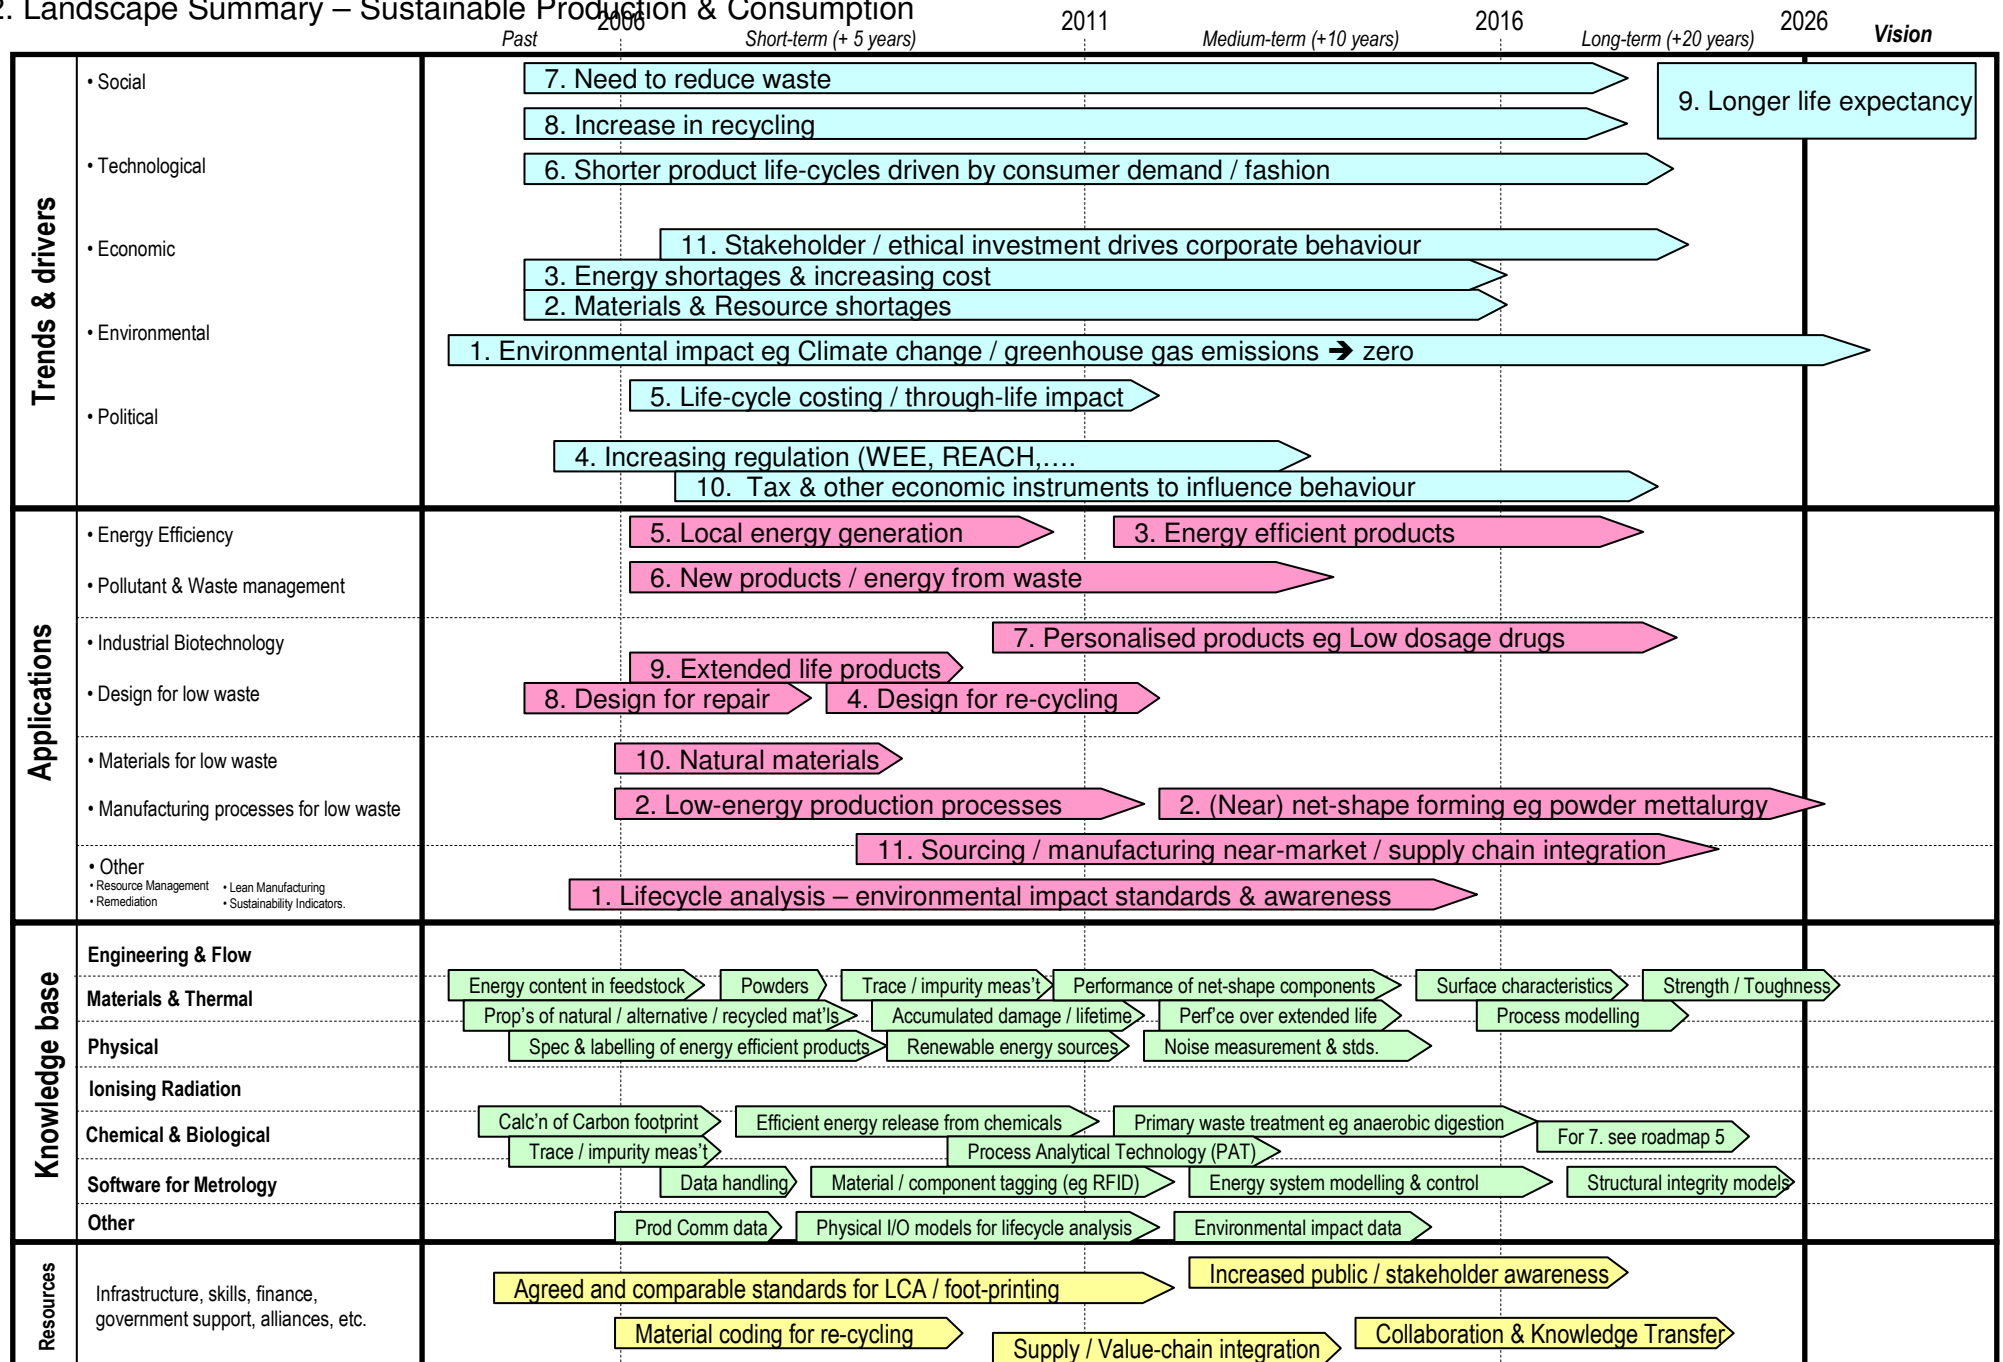 2. Landscape Summary – Sustainable Production & Consumption
2006 2011 2016 2026
Past Short-term (+ 5 years) Medium-term (+10 years) Long-term (+20 years) Vision
Trends & drivers
• Social
• Technological
• Economic
• Environmental
• Political
7. Need to reduce waste
9. Longer life expectancy
8. Increase in recycling
6. Shorter product life-cycles driven by consumer demand / fashion
11. Stakeholder / ethical investment drives corporate behaviour
3. Energy shortages & increasing cost
2. Materials & Resource shortages
1. Environmental impact eg Climate change / greenhouse gas emissions ➔ zero
5. Life-cycle costing / through-life impact
4. Increasing regulation (WEE, REACH,….
10. Tax & other economic instruments to influence behaviour
Applications
• Energy Efficiency
• Pollutant & Waste management
• Industrial Biotechnology
• Design for low waste
• Materials for low waste
• Manufacturing processes for low waste
• Other
• Resource Management • Lean Manufacturing
• Remediation • Sustainability Indicators.
5. Local energy generation 3. Energy efficient products
6. New products / energy from waste
7. Personalised products eg Low dosage drugs
9. Extended life products
8. Design for repair 4. Design for re-cycling
10. Natural materials
2. Low-energy production processes 2. (Near) net-shape forming eg powder mettalurgy
11. Sourcing / manufacturing near-market / supply chain integration
1. Lifecycle analysis – environmental impact standards & awareness
Knowledge base
Engineering & Flow
Materials & Thermal
Physical
Ionising Radiation
Chemical & Biological
Software for Metrology
Other
Energy content in feedstock Powders Trace / impurity meas't Performance of net-shape components Surface characteristics Strength / Toughness
Prop's of natural / alternative / recycled mat'ls Accumulated damage / lifetime Perf'ce over extended life Process modelling
Spec & labelling of energy efficient products Renewable energy sources Noise measurement & stds.
Calc'n of Carbon footprint Efficient energy release from chemicals Primary waste treatment eg anaerobic digestion For 7. see roadmap 5
Trace / impurity meas't Process Analytical Technology (PAT)
Data handling Material / component tagging (eg RFID) Energy system modelling & control Structural integrity models
Prod Comm data Physical I/O models for lifecycle analysis Environmental impact data
Resources
Infrastructure, skills, finance,
government support, alliances, etc.
Increased public / stakeholder awareness
Agreed and comparable standards for LCA / foot-printing
Material coding for re-cycling Collaboration & Knowledge Transfer
Supply / Value-chain integration